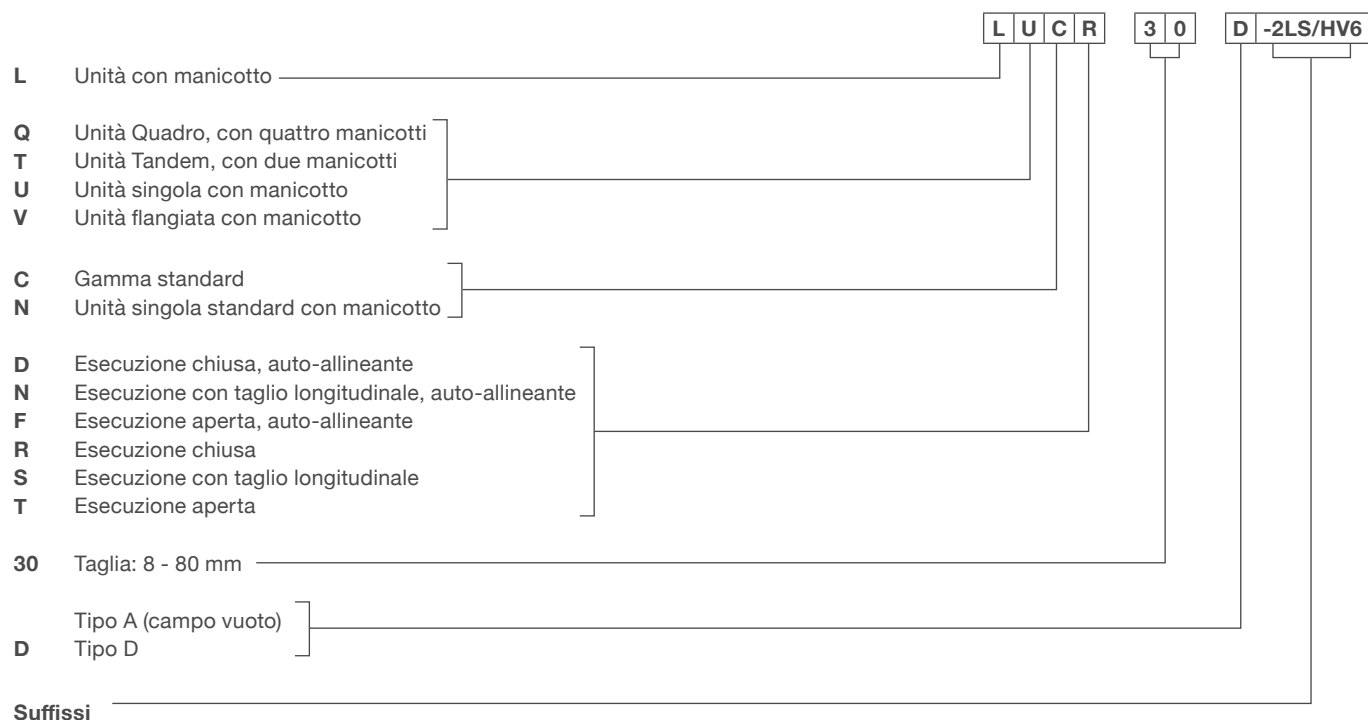 LUCR 30 D -2LS/HV6
L Unità con manicotto
Q Unità Quadro, con quattro manicotti
T Unità Tandem, con due manicotti
U Unità singola con manicotto
V Unità flangiata con manicotto
C Gamma standard
N Unità singola standard con manicotto
D Esecuzione chiusa, auto-allineante
N Esecuzione con taglio longitudinale, auto-allineante
F Esecuzione aperta, auto-allineante
R Esecuzione chiusa
S Esecuzione con taglio longitudinale
T Esecuzione aperta
30 Taglia: 8 - 80 mm
Tipo A (campo vuoto)
D Tipo D
Suffissi